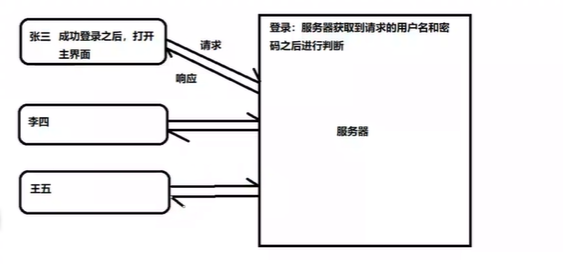 张三 成功登录之后，打开
主界面
请求
响应
李四
王五
登录：服务器获取到请求的用户名和密
码之后进行判断
服务器